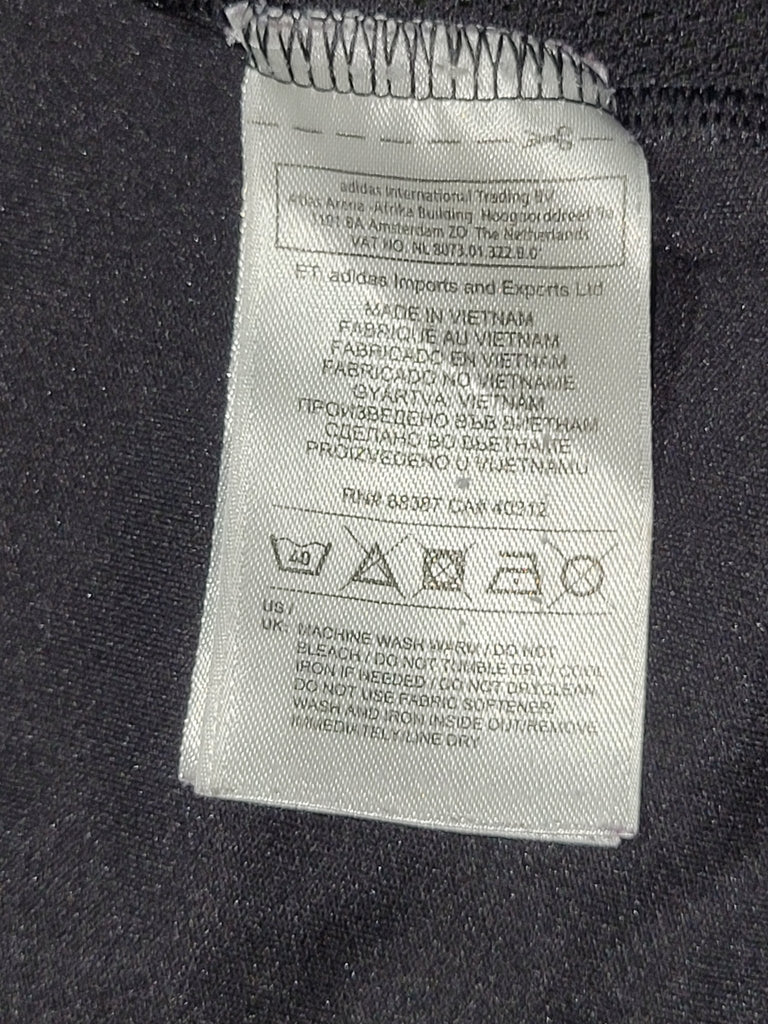 adidas International Trading BV
Atlas Arena -Afrika Building Hoogoorddreef 9a
1101 BA Amsterdam ZO The Netherlands
VAT NO. NL 8073.01.322.B.0
PT. adidas Imports and Exports Ltd
MADE IN VIETNAM
FABRIQUE AU VIETNAM
FABRICADO EN VIETNAM
FABRICADO NO VIETNAME
GYÁRTVA: VIETNAM
ПРОИЗВЕДЕНО ВЪВ ВИЕТНАМ
СДЕЛАНО ВО ВЬЕТНАМЕ
PROIZVEDENO U VIJETNAMU
RN# 88387 CA# 40312
40
US /
UK: MACHINE WASH WARM / DO NOT
BLEACH / DO NOT TUMBLE DRY / COOL
IRON IF NEEDED / DO NOT DRYCLEAN
DO NOT USE FABRIC SOFTENER/
WASH AND IRON INSIDE OUT/REMOVE
IMMEDIATELY/LINE DRY